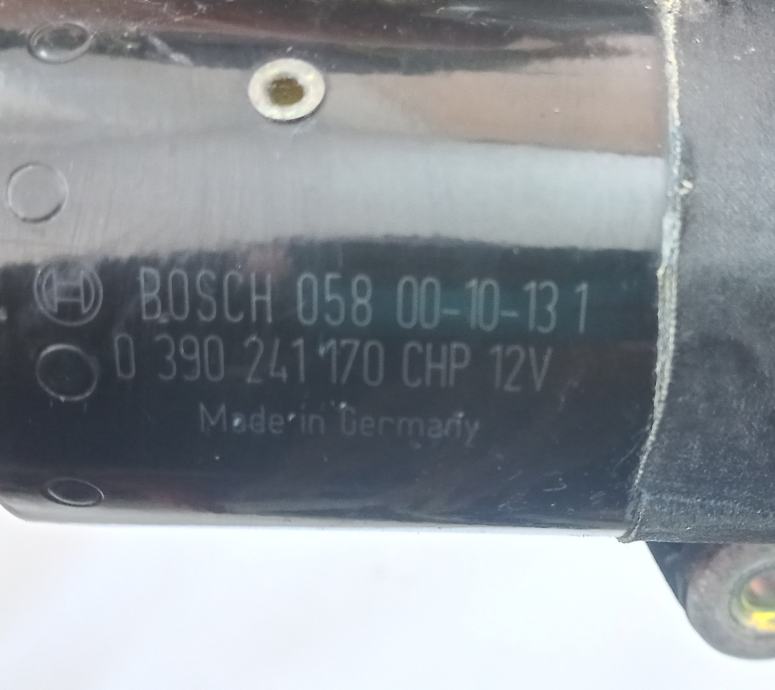 BOSCH 058 00-10-13 1
0 390 241 170 CHP 12V
Made in Germany